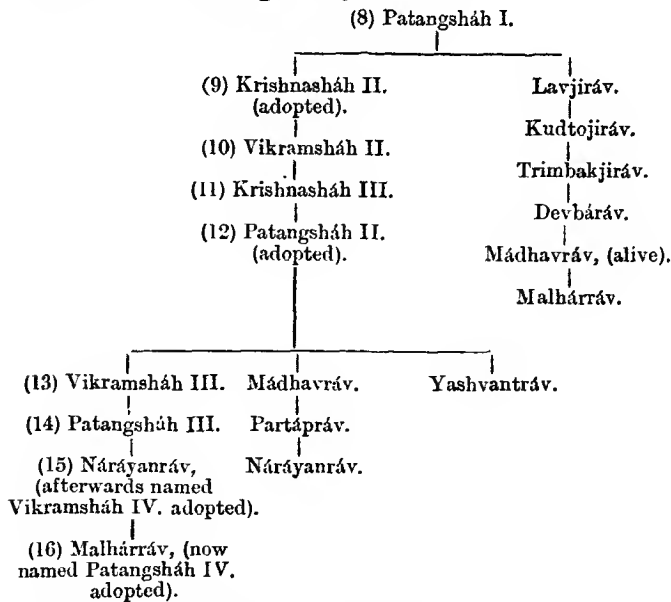 (8) Patangsháh I.
(9) Krishnasháh II.
(adopted).
Lavjiráv.
Kudtojiráv.
(10) Vikramsháh II.
Trimbakjiráv.
(11) Krishnasháh III.
Devbáráv.
(12) Patangsháh II.
(adopted).
Mádhavráv, (alive).
Malhárráv.
(13) Vikramsháh III.
Mádhavráv.
Yashvantráv.
(14) Patangsháh III.
Partápráv.
(15) Náráyanráv,
(afterwards named
Vikramsháh IV. adopted).
Náráyanráv.
(16) Malhárráv, (now
named Patangsháh IV.
adopted).